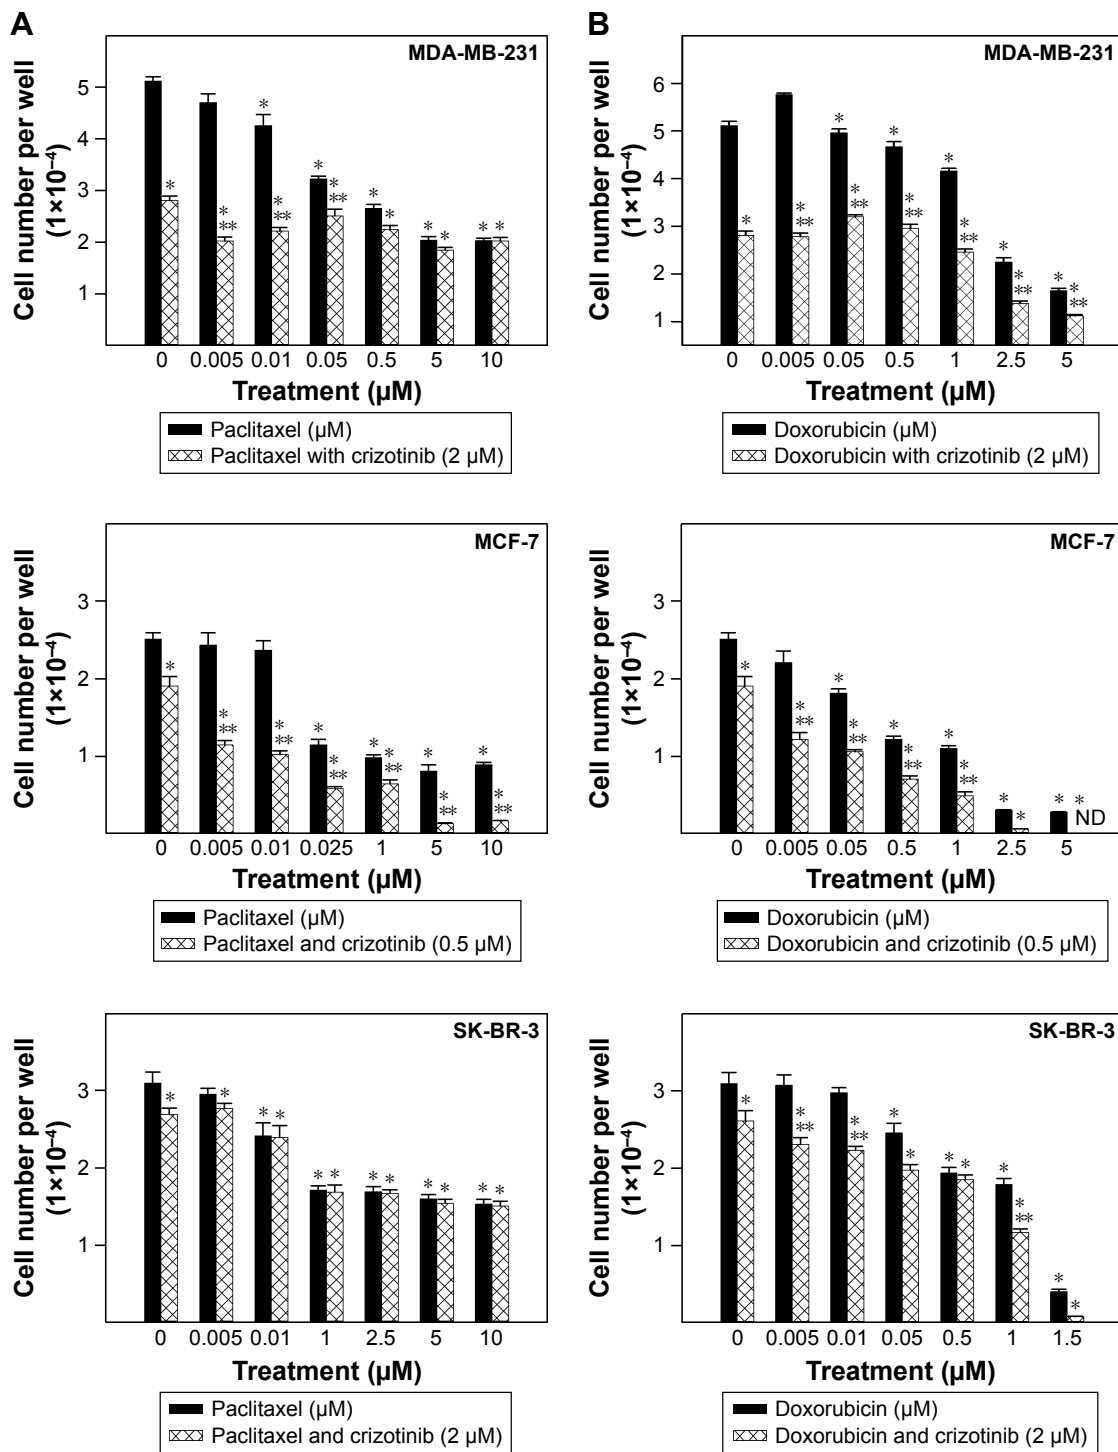 A
MDA-MB-231
Cell number per well
(1×10⁻⁴)
5
4
3
2
1
* * ** * ** * * ** * * * * * *
0 0.005 0.01 0.05 0.5 5 10
Treatment (µM)
Paclitaxel (µM)
Paclitaxel with crizotinib (2 µM)
B
MDA-MB-231
Cell number per well
(1×10⁻⁴)
6
5
4
3
2
1
* * ** * * ** * * ** * * ** * * ** * * **
0 0.005 0.05 0.5 1 2.5 5
Treatment (µM)
Doxorubicin (µM)
Doxorubicin with crizotinib (2 µM)
MCF-7
Cell number per well
(1×10⁻⁴)
3
2
1
* * ** * ** * * ** * * ** * * ** * * **
0 0.005 0.01 0.025 1 5 10
Treatment (µM)
Paclitaxel (µM)
Paclitaxel and crizotinib (0.5 µM)
MCF-7
Cell number per well
(1×10⁻⁴)
3
2
1
* * ** * * ** * * ** * * ** * * * *
ND
0 0.005 0.05 0.5 1 2.5 5
Treatment (µM)
Doxorubicin (µM)
Doxorubicin and crizotinib (0.5 µM)
SK-BR-3
Cell number per well
(1×10⁻⁴)
3
2
1
* * * * * * * * * * * *
0 0.005 0.01 1 2.5 5 10
Treatment (µM)
Paclitaxel (µM)
Paclitaxel and crizotinib (2 µM)
SK-BR-3
Cell number per well
(1×10⁻⁴)
3
2
1
* * ** * ** * * * * * * ** * *
0 0.005 0.01 0.05 0.5 1 1.5
Treatment (µM)
Doxorubicin (µM)
Doxorubicin and crizotinib (2 µM)